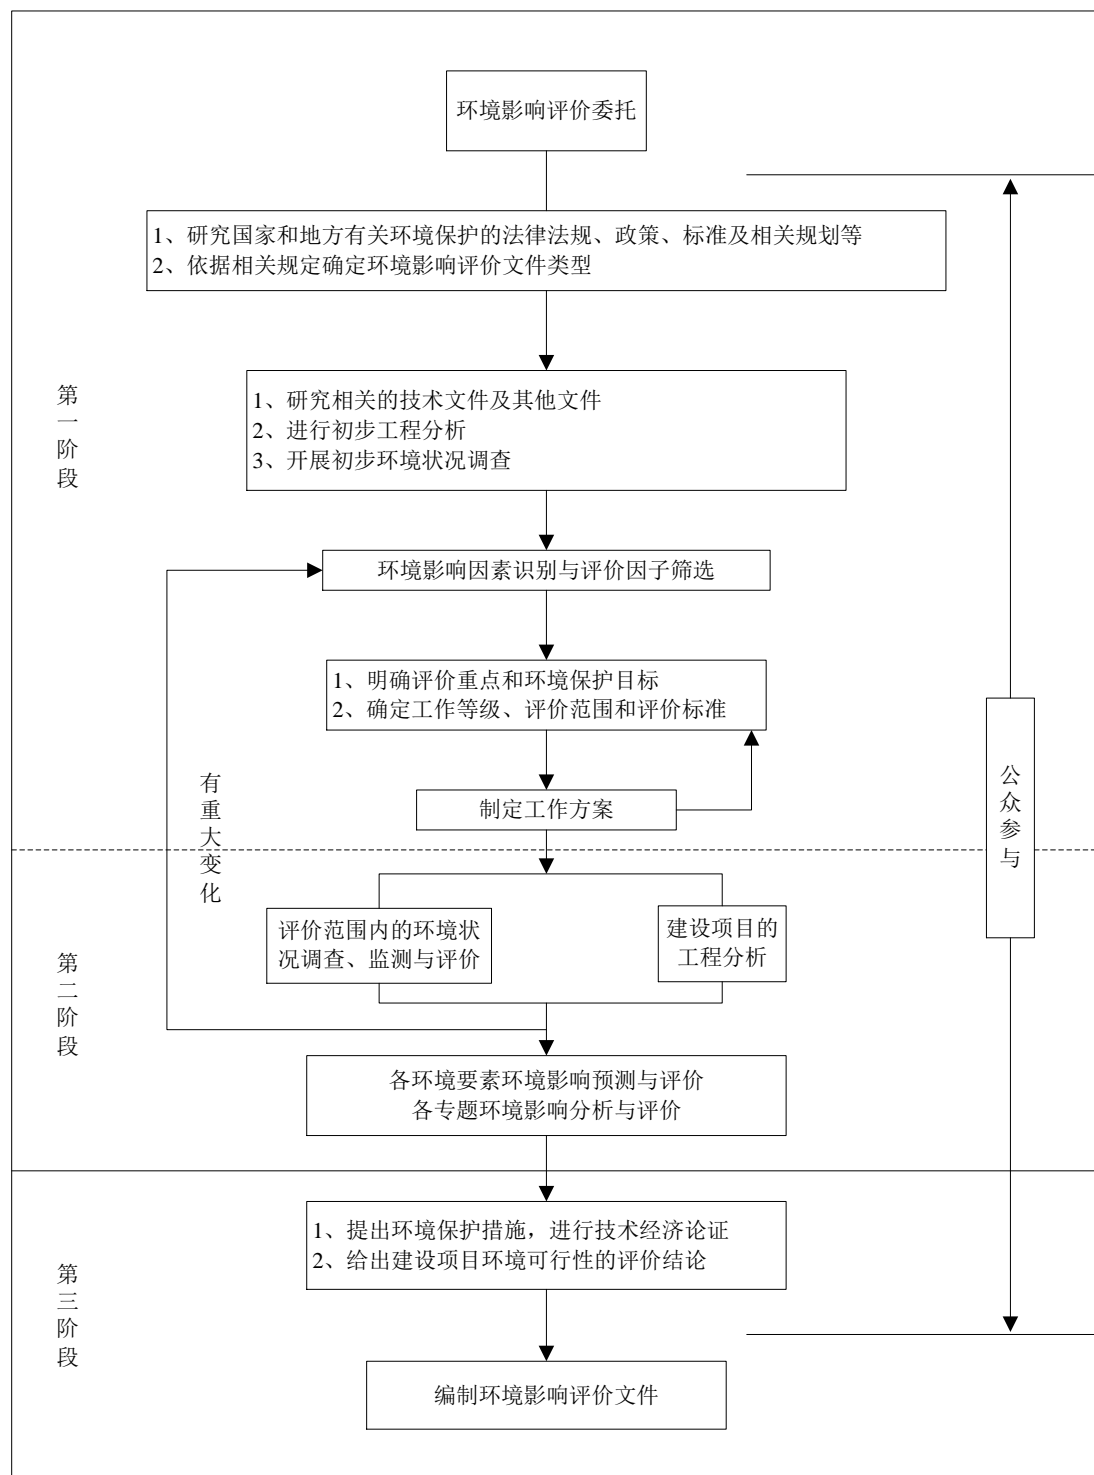 环境影响评价委托
1、研究国家和地方有关环境保护的法律法规、政策、标准及相关规划等
2、依据相关规定确定环境影响评价文件类型
第一阶段
1、研究相关的技术文件及其他文件
2、进行初步工程分析
3、开展初步环境状况调查
环境影响因素识别与评价因子筛选
1、明确评价重点和环境保护目标
2、确定工作等级、评价范围和评价标准
有重大变化
制定工作方案
公众参与
第二阶段
评价范围内的环境状
况调查、监测与评价
建设项目的
工程分析
各环境要素环境影响预测与评价
各专题环境影响分析与评价
第三阶段
1、提出环境保护措施，进行技术经济论证
2、给出建设项目环境可行性的评价结论
编制环境影响评价文件